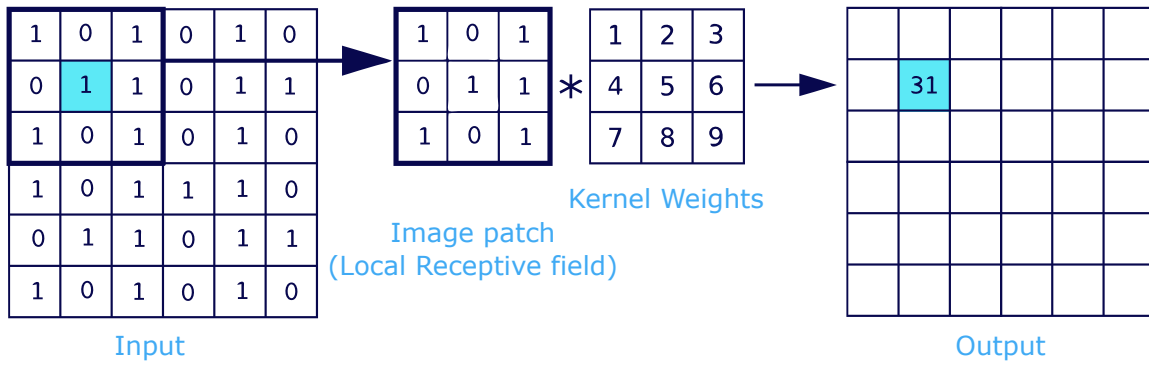 1 0 1 0 1 0
0 1 1 0 1 1
1 0 1 0 1 0
1 0 1 1 1 0
0 1 1 0 1 1
1 0 1 0 1 0
Input
1 0 1
0 1 1
1 0 1
Image patch
(Local Receptive field)
*
1 2 3
4 5 6
7 8 9
Kernel Weights
31
Output